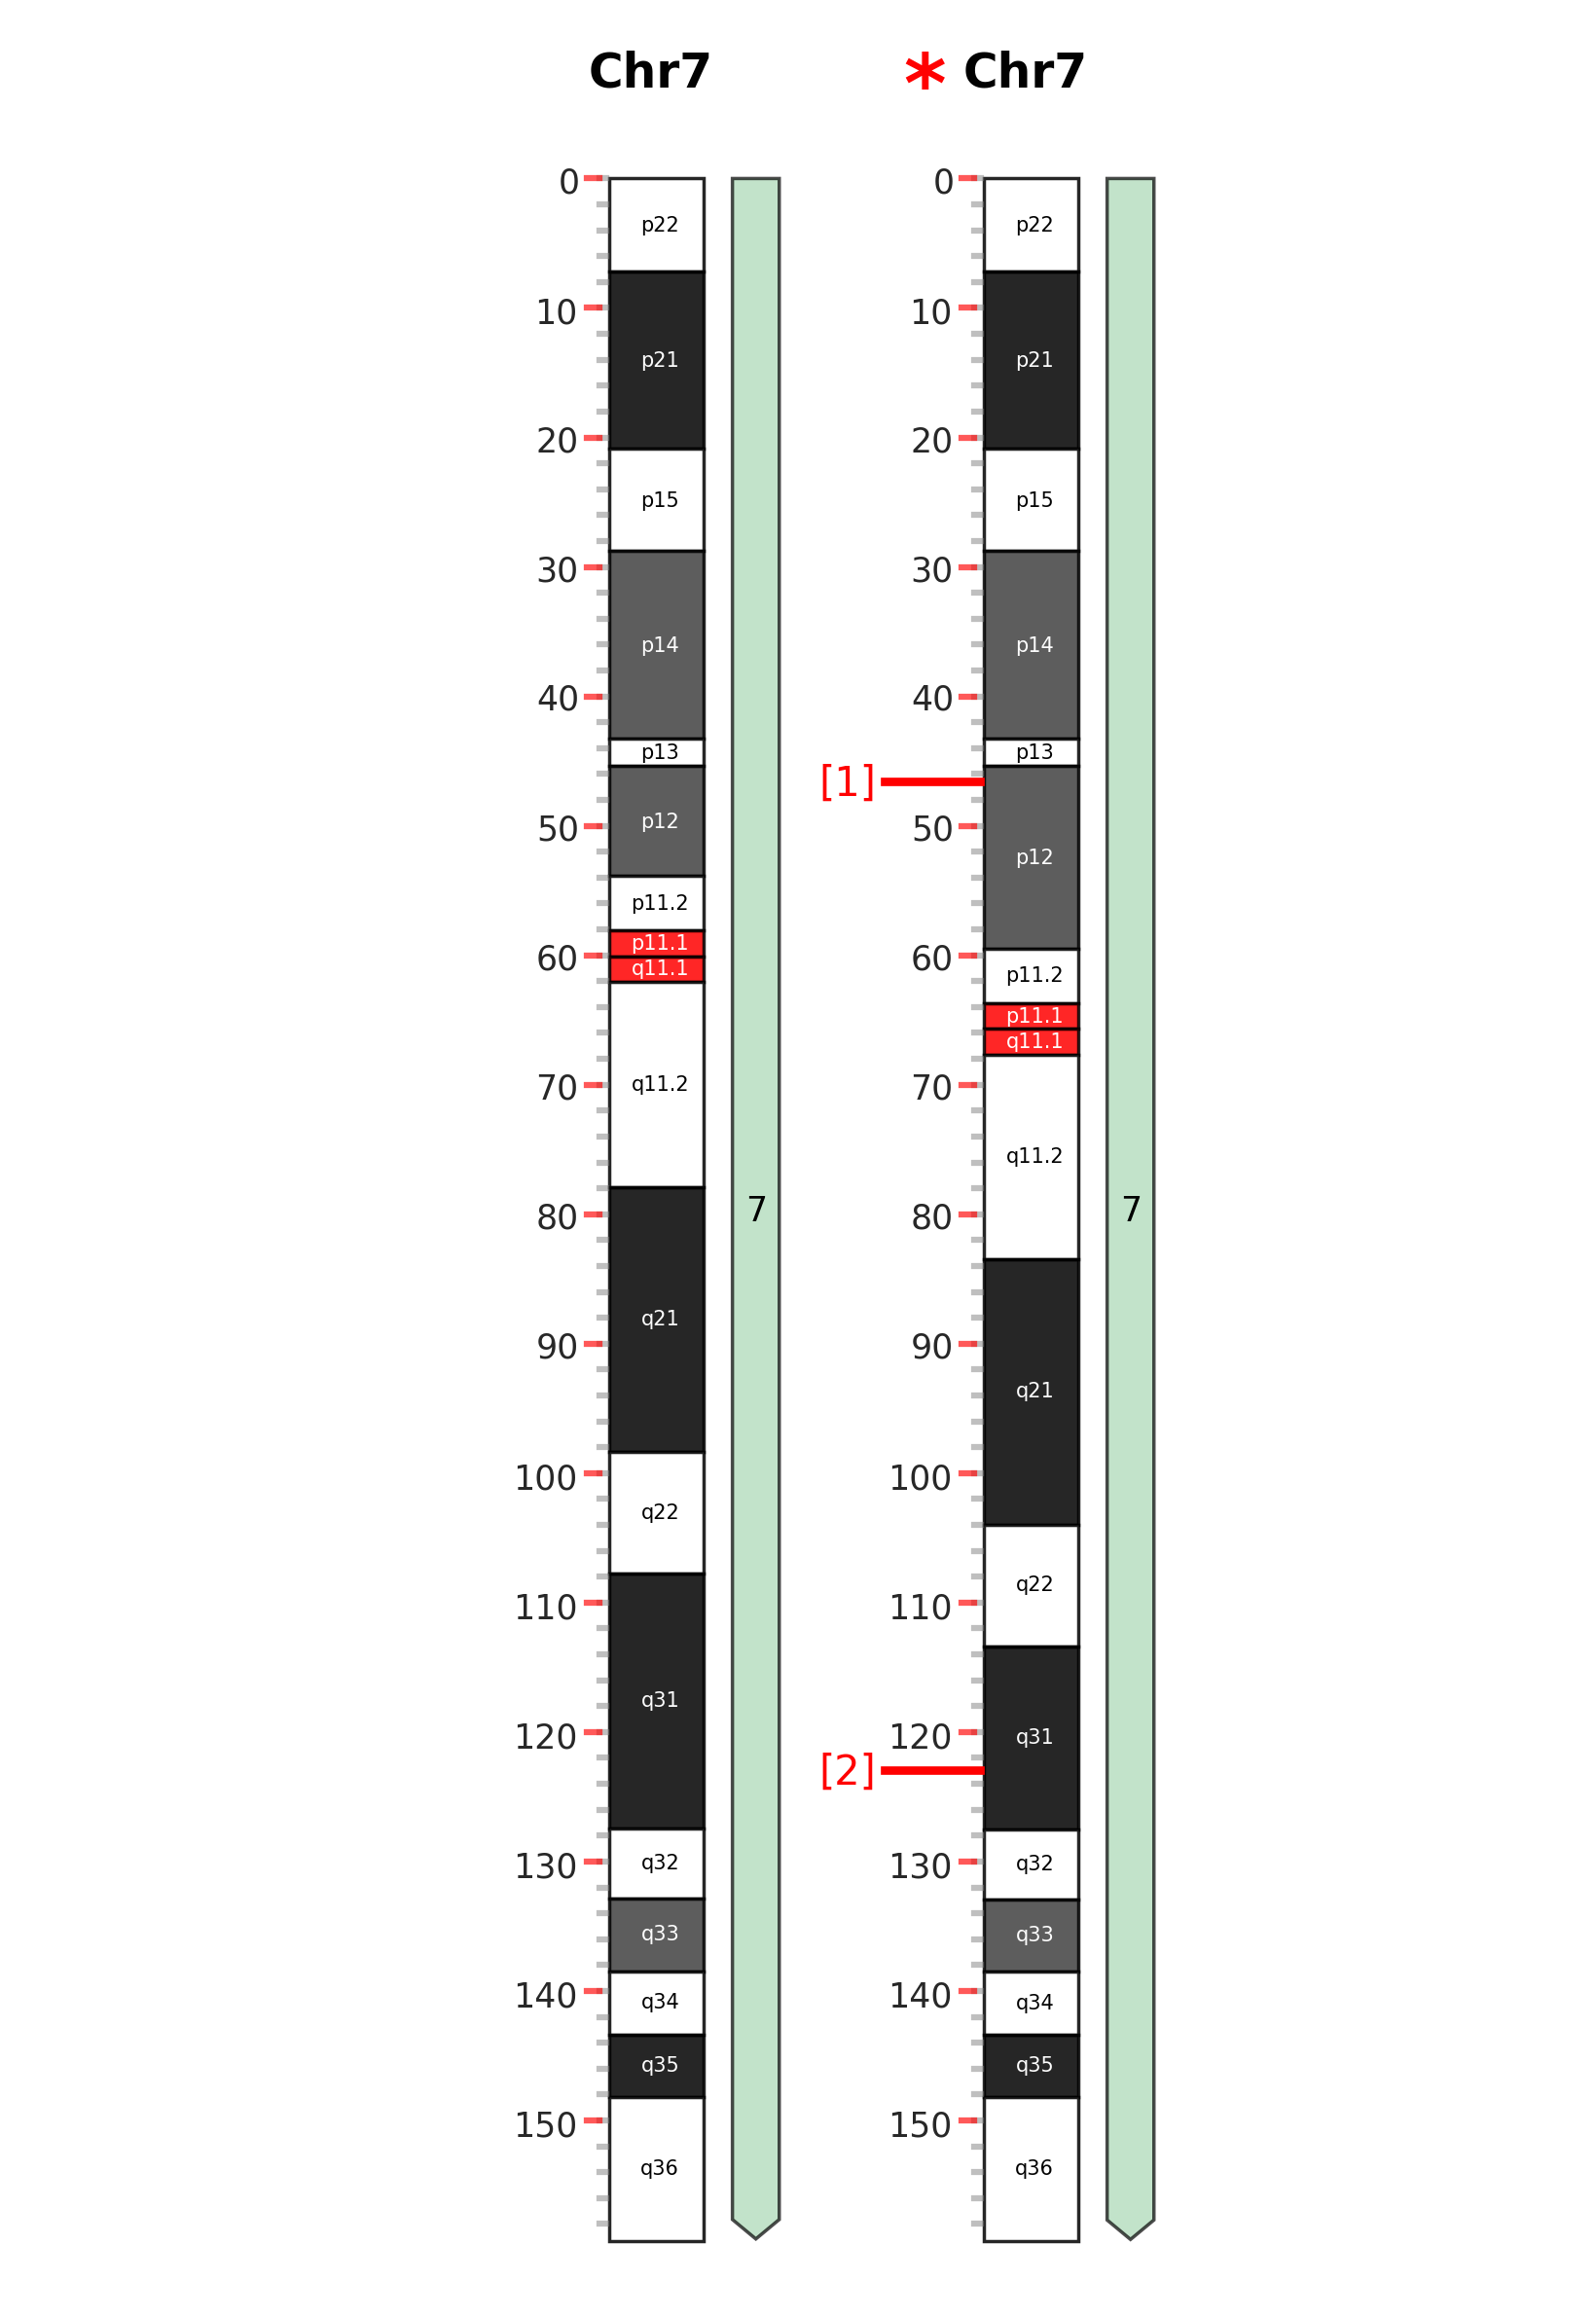 Chr7
* Chr7
0
p22
10
p21
20
p15
30
p14
40
p13
50
p12
p11.2
p11.1
60
q11.1
70
q11.2
7
80
q21
90
100
q22
110
q31
120
130
q32
q33
140
q34
q35
150
q36
0
p22
10
p21
20
p15
30
p14
40
p13
[1]
50
p12
60
p11.2
p11.1
q11.1
70
q11.2
7
80
q21
90
100
q22
110
120
q31
[2]
130
q32
q33
140
q34
q35
150
q36